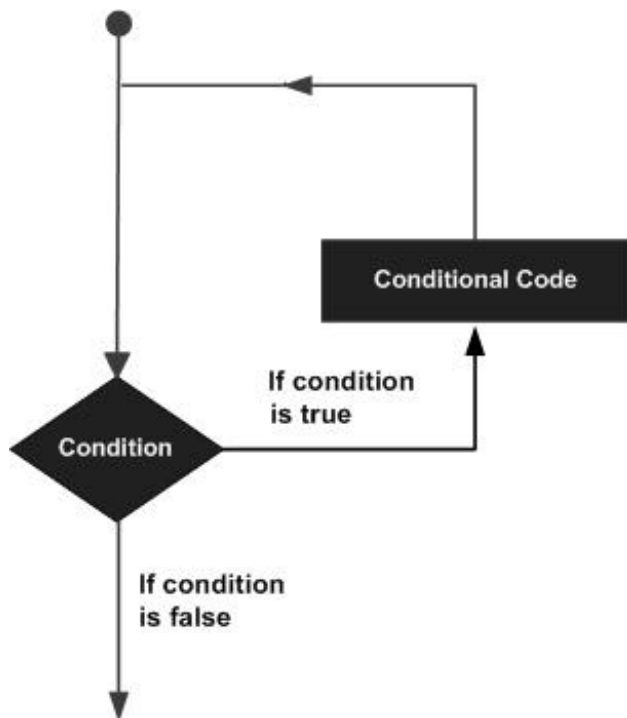 Conditional Code
If condition
is true
Condition
If condition
is false